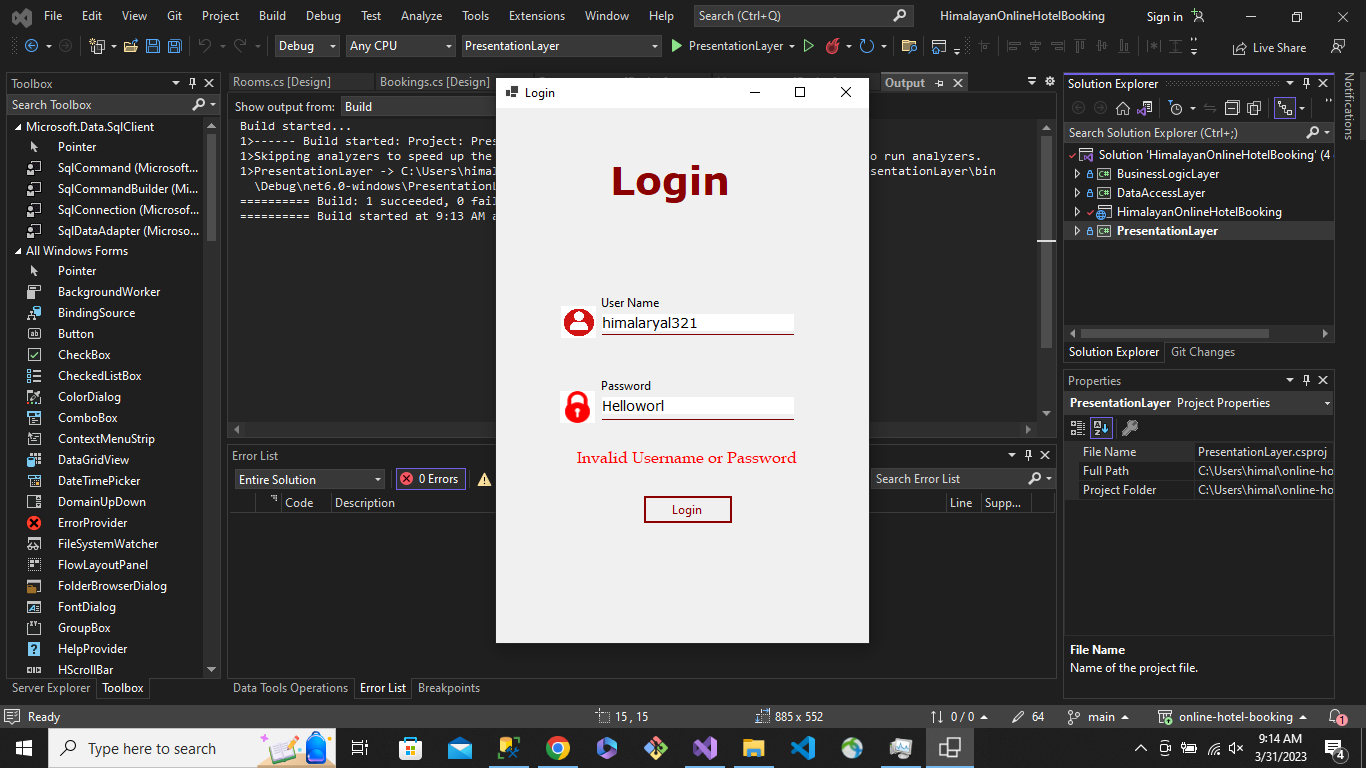 File Edit View Git Project Build Debug Test Analyze Tools Extensions Window Help Search (Ctrl+Q) HimalayanOnlineHotelBooking Sign in
Debug Any CPU PresentationLayer PresentationLayer Live Share
Toolbox
Search Toolbox
Microsoft.Data.SqlClient
Pointer
SqlCommand (Microsoft...
SqlCommandBuilder (Mi...
SqlConnection (Microsof...
SqlDataAdapter (Microso...
All Windows Forms
Pointer
BackgroundWorker
BindingSource
Button
CheckBox
CheckedListBox
ColorDialog
ComboBox
ContextMenuStrip
DataGridView
DateTimePicker
DomainUpDown
ErrorProvider
FileSystemWatcher
FlowLayoutPanel
FolderBrowserDialog
FontDialog
GroupBox
HelpProvider
HScrollBar
Server Explorer Toolbox
Rooms.cs [Design] Bookings.cs [Design] Output
Show output from: Build
Build started...
1>------ Build started: Project: Pres
1>Skipping analyzers to speed up the o run analyzers.
1>PresentationLayer -> C:\Users\himal esentationLayer\bin
\Debug\net6.0-windows\PresentationL
========== Build: 1 succeeded, 0 fail
========== Build started at 9:13 AM a
Login
Login
User Name
himalaryal321
Password
Helloworl
Invalid Username or Password
Login
Error List
Entire Solution 0 Errors Search Error List
Code Description Line Supp...
Data Tools Operations Error List Breakpoints
Solution Explorer
Search Solution Explorer (Ctrl+;)
Solution 'HimalayanOnlineHotelBooking' (4
BusinessLogicLayer
DataAccessLayer
HimalayanOnlineHotelBooking
PresentationLayer
Solution Explorer Git Changes
Properties
PresentationLayer Project Properties
File Name PresentationLayer.csproj
Full Path C:\Users\himal\online-ho
Project Folder C:\Users\himal\online-ho
File Name
Name of the project file.
Notifications
Ready 15 , 15 885 x 552 0 / 0 64 main online-hotel-booking 1
Type here to search 9:14 AM
3/31/2023 4